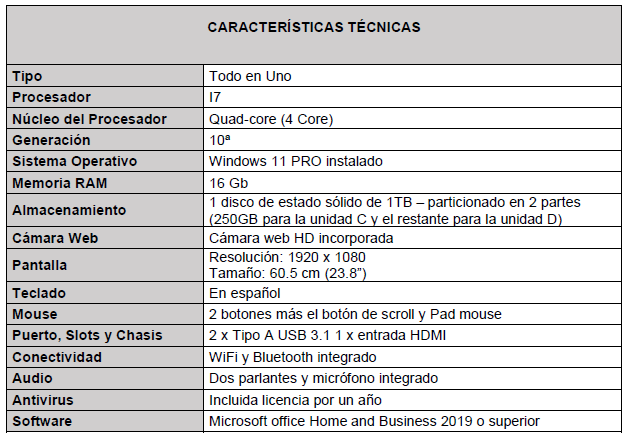 CARACTERÍSTICAS TÉCNICAS
Tipo Todo en Uno
Procesador I7
Núcleo del Procesador Quad-core (4 Core)
Generación 10ª
Sistema Operativo Windows 11 PRO instalado
Memoria RAM 16 Gb
Almacenamiento 1 disco de estado sólido de 1TB – particionado en 2 partes
(250GB para la unidad C y el restante para la unidad D)
Cámara Web Cámara web HD incorporada
Pantalla Resolución: 1920 x 1080
Tamaño: 60.5 cm (23.8”)
Teclado En español
Mouse 2 botones más el botón de scroll y Pad mouse
Puerto, Slots y Chasis 2 x Tipo A USB 3.1 1 x entrada HDMI
Conectividad WiFi y Bluetooth integrado
Audio Dos parlantes y micrófono integrado
Antivirus Incluida licencia por un año
Software Microsoft office Home and Business 2019 o superior